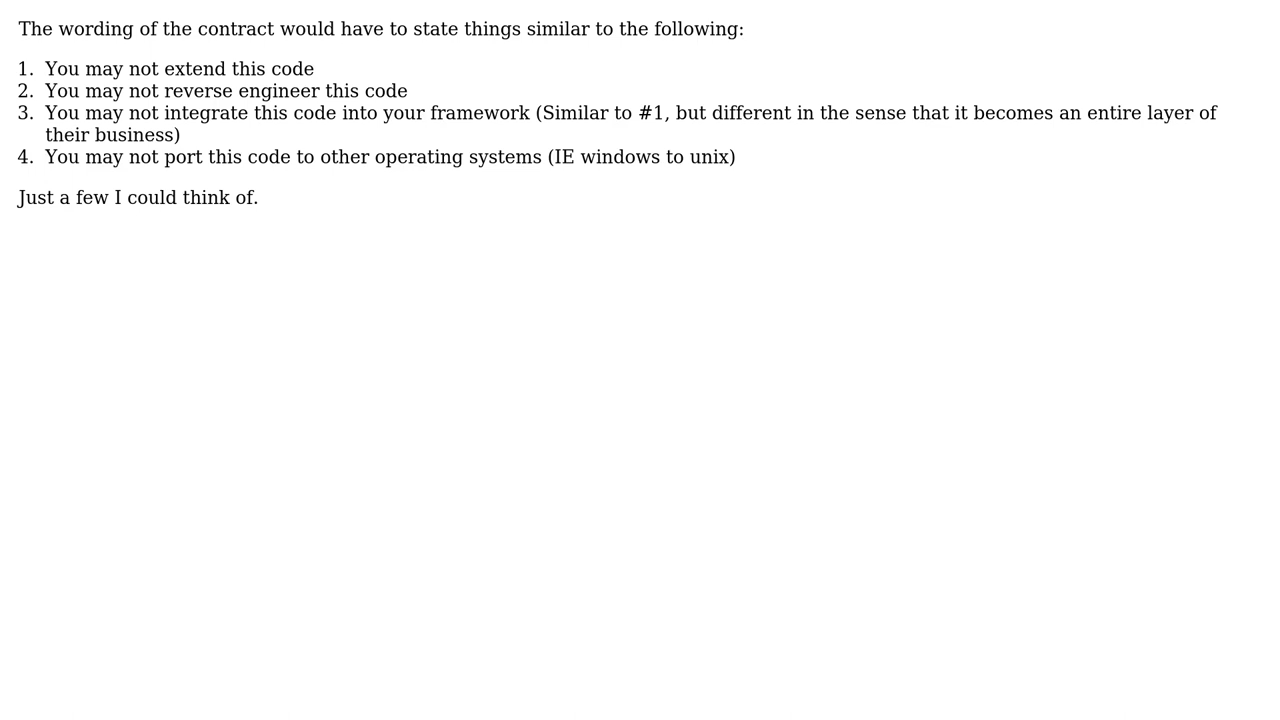 The wording of the contract would have to state things similar to the following:
1. You may not extend this code
2. You may not reverse engineer this code
3. You may not integrate this code into your framework (Similar to #1, but different in the sense that it becomes an entire layer of
their business)
4. You may not port this code to other operating systems (IE windows to unix)
Just a few I could think of.